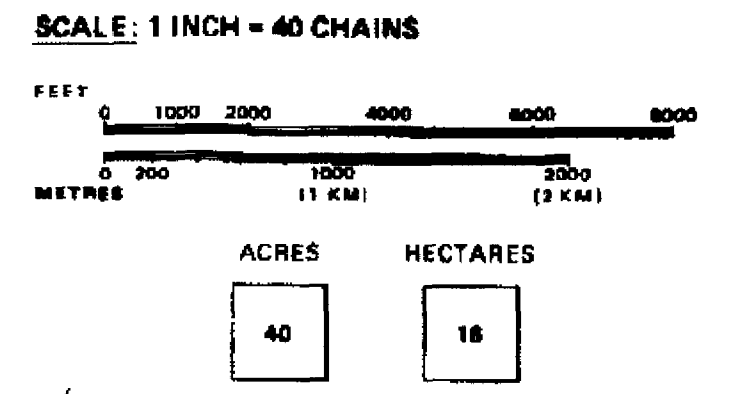 SCALE: 1 INCH = 40 CHAINS
FEET
0 1000 2000 4000 6000 8000
0 200 1000 2000
METRES (1 KM) (2 KM)
ACRES HECTARES
40 16